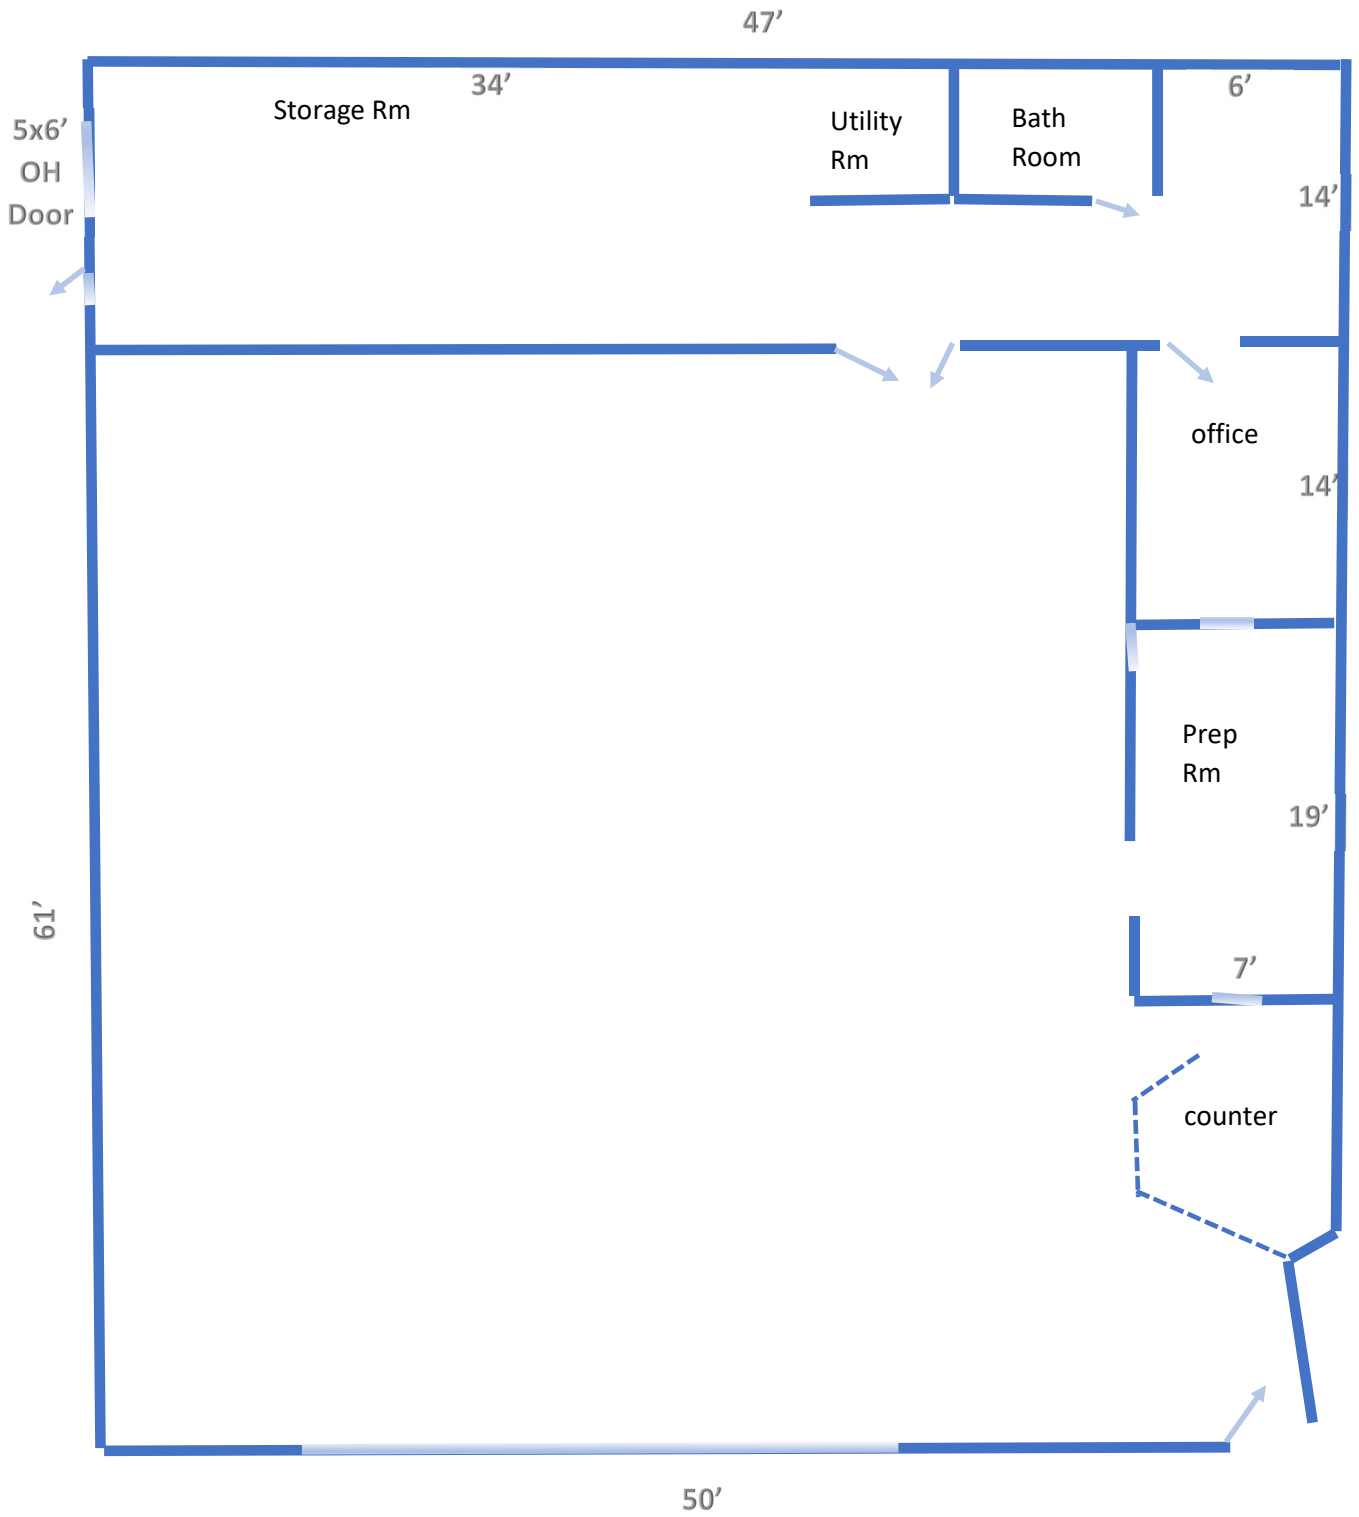 47’
34’
6’
Storage Rm
Utility
Rm
Bath
Room
5x6’
OH
Door
14’
office
14’
Prep
Rm
19’
61’
7’
counter
50’